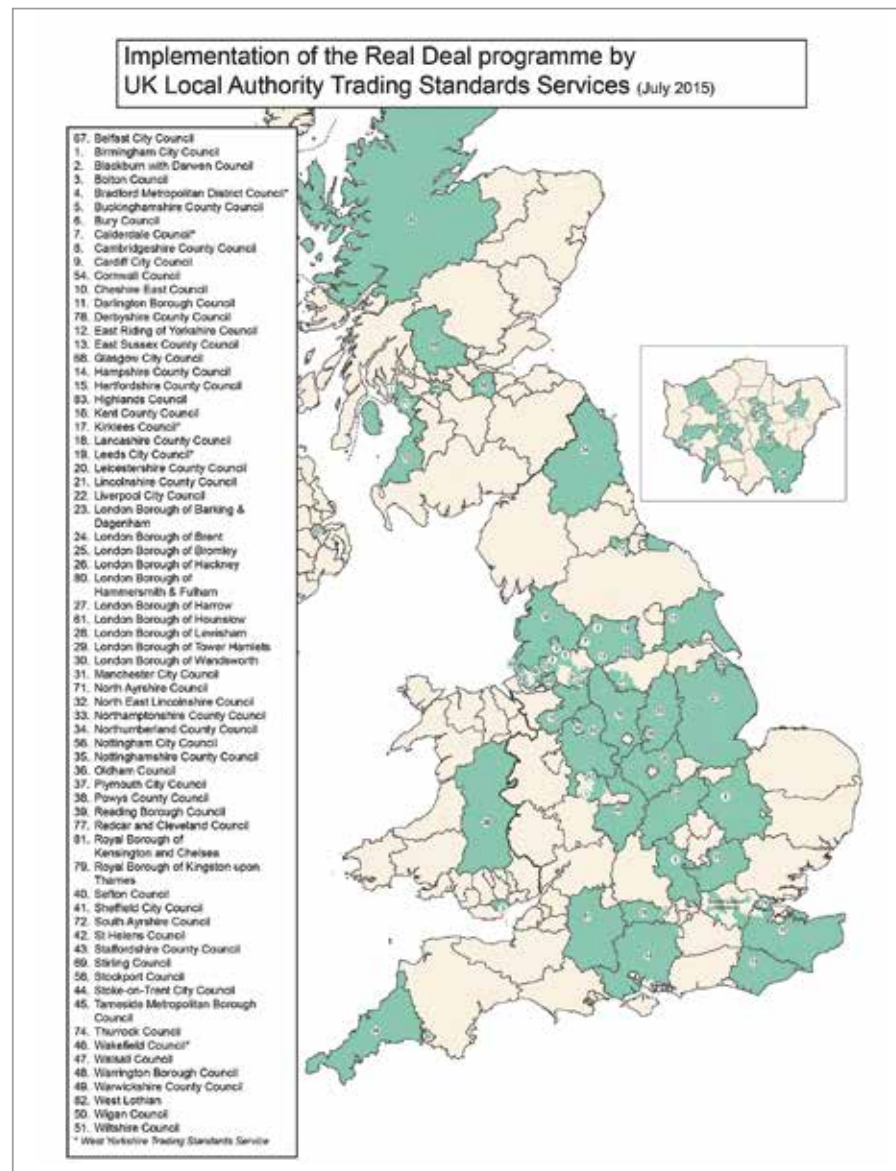 Implementation of the Real Deal programme by
UK Local Authority Trading Standards Services (July 2015)
67. Belfast City Council
1. Birmingham City Council
2. Blackburn with Darwen Council
3. Bolton Council
4. Bradford Metropolitan District Council*
5. Buckinghamshire County Council
6. Bury Council
7. Calderdale Council*
8. Cambridgeshire County Council
9. Cardiff City Council
54. Cornwall Council
10. Cheshire East Council
11. Darlington Borough Council
78. Derbyshire County Council
12. East Riding of Yorkshire Council
13. East Sussex County Council
68. Glasgow City Council
14. Hampshire County Council
15. Hertfordshire County Council
83. Highlands Council
16. Kent County Council
17. Kirklees Council*
18. Lancashire County Council
19. Leeds City Council*
20. Leicestershire County Council
21. Lincolnshire County Council
22. Liverpool City Council
23. London Borough of Barking &
Dagenham
24. London Borough of Brent
25. London Borough of Bromley
26. London Borough of Hackney
80. London Borough of
Hammersmith & Fulham
27. London Borough of Harrow
61. London Borough of Hounslow
28. London Borough of Lewisham
29. London Borough of Tower Hamlets
30. London Borough of Wandsworth
31. Manchester City Council
71. North Ayrshire Council
32. North East Lincolnshire Council
33. Northamptonshire County Council
34. Northumberland County Council
56. Nottingham City Council
35. Nottinghamshire County Council
36. Oldham Council
37. Plymouth City Council
38. Powys County Council
39. Reading Borough Council
77. Redcar and Cleveland Council
81. Royal Borough of
Kensington and Chelsea
79. Royal Borough of Kingston upon
Thames
40. Sefton Council
41. Sheffield City Council
72. South Ayrshire Council
42. St Helens Council
43. Staffordshire County Council
69. Stirling Council
58. Stockport Council
44. Stoke-on-Trent City Council
45. Tameside Metropolitan Borough
Council
74. Thurrock Council
46. Wakefield Council*
47. Walsall Council
48. Warrington Borough Council
49. Warwickshire County Council
82. West Lothian
50. Wigan Council
51. Wiltshire Council
* West Yorkshire Trading Standards Service